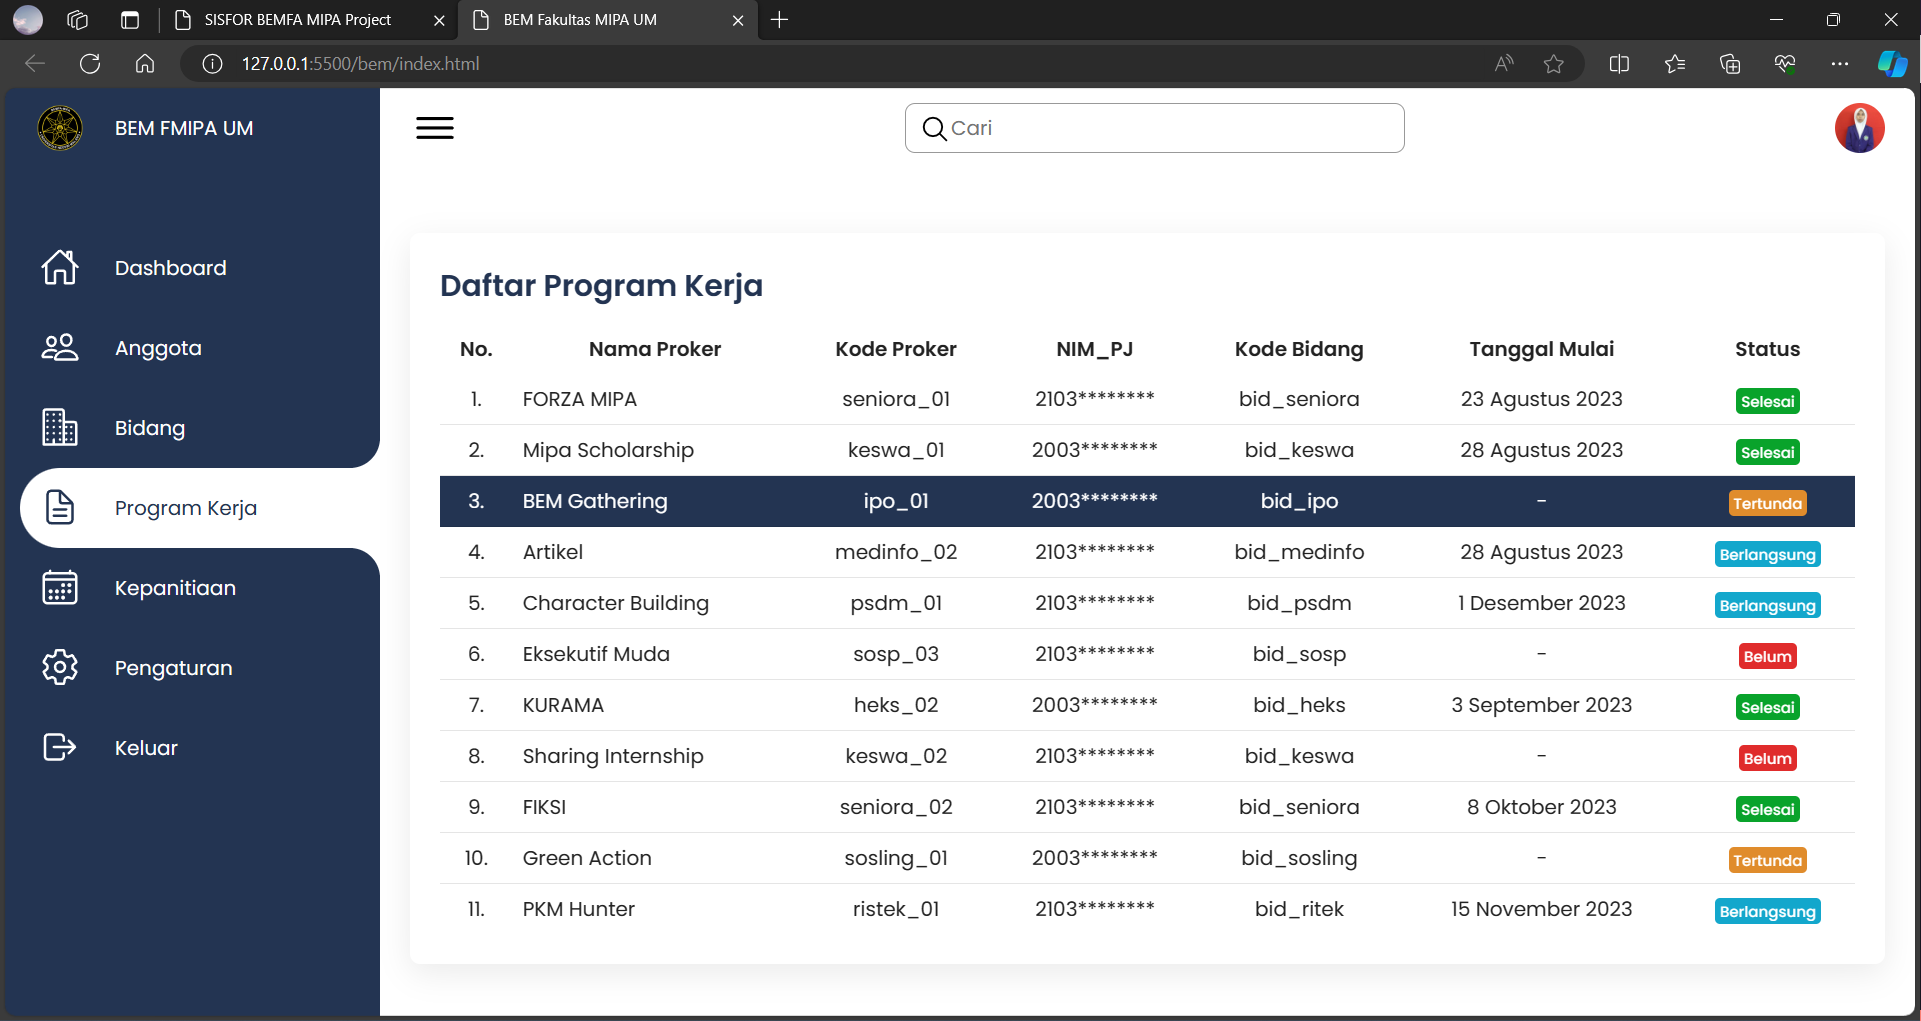 SISFOR BEMFA MIPA Project
BEM Fakultas MIPA UM
127.0.0.1:5500/bem/index.html
BEM FMIPA UM
Cari
Dashboard
Anggota
Bidang
Program Kerja
Kepanitiaan
Pengaturan
Keluar
Daftar Program Kerja
No. Nama Proker Kode Proker NIM_PJ Kode Bidang Tanggal Mulai Status
1. FORZA MIPA seniora_01 2103******** bid_seniora 23 Agustus 2023 Selesai
2. Mipa Scholarship keswa_01 2003******** bid_keswa 28 Agustus 2023 Selesai
3. BEM Gathering ipo_01 2003******** bid_ipo - Tertunda
4. Artikel medinfo_02 2103******** bid_medinfo 28 Agustus 2023 Berlangsung
5. Character Building psdm_01 2103******** bid_psdm 1 Desember 2023 Berlangsung
6. Eksekutif Muda sosp_03 2103******** bid_sosp - Belum
7. KURAMA heks_02 2003******** bid_heks 3 September 2023 Selesai
8. Sharing Internship keswa_02 2103******** bid_keswa - Belum
9. FIKSI seniora_02 2103******** bid_seniora 8 Oktober 2023 Selesai
10. Green Action sosling_01 2003******** bid_sosling - Tertunda
11. PKM Hunter ristek_01 2103******** bid_ritek 15 November 2023 Berlangsung